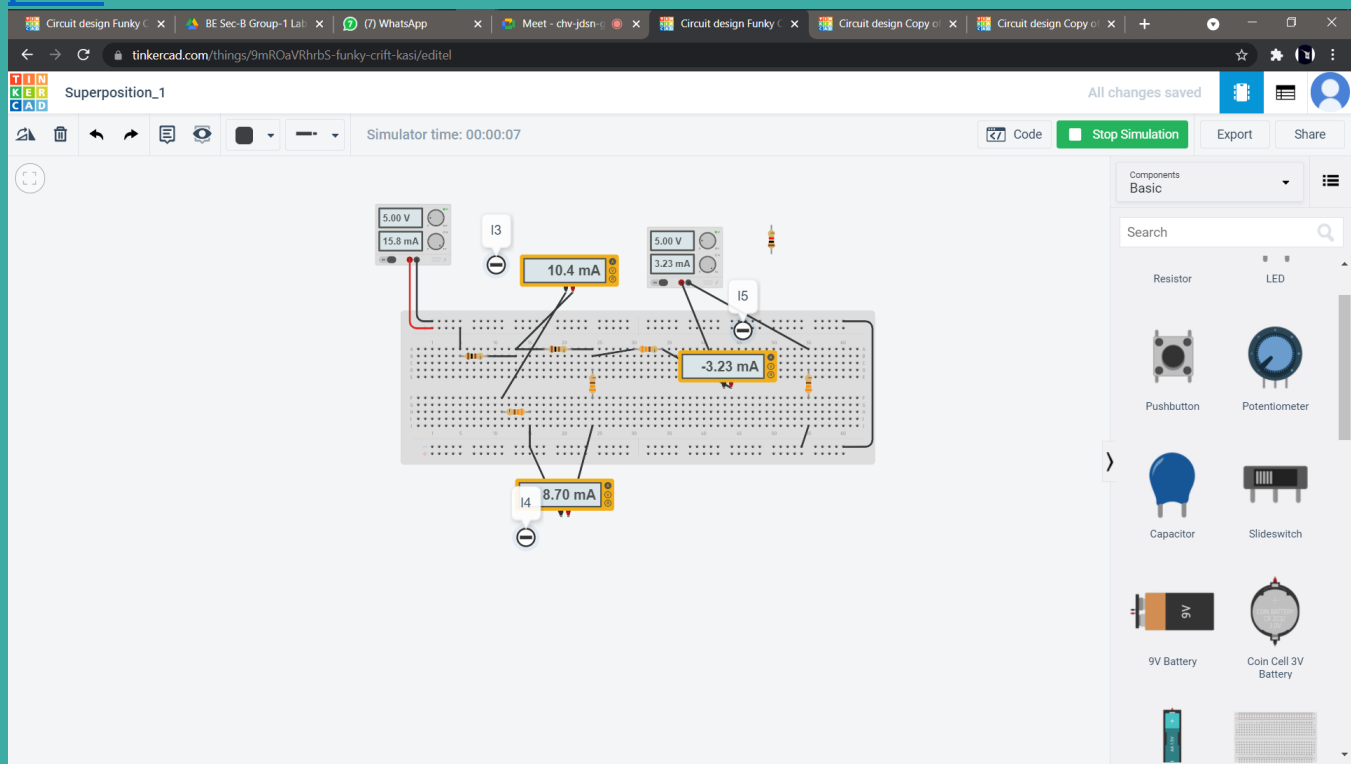 Circuit design Funky C
BE Sec-B Group-1 Lab
(7) WhatsApp
Meet - chv-jdsn-g
Circuit design Funky C
Circuit design Copy of
Circuit design Copy of
tinkercad.com/things/9mROaVRhrbS-funky-crift-kasi/editel
TIN
KER
CAD
Superposition_1
All changes saved
Simulator time: 00:00:07
Code
Stop Simulation
Export
Share
Components
Basic
Search
Resistor
LED
Pushbutton
Potentiometer
Capacitor
Slideswitch
9V
9V Battery
Coin Cell 3V
Battery
5.00 V
15.8 mA
I3
10.4 mA
5.00 V
3.23 mA
I5
-3.23 mA
8.70 mA
I4